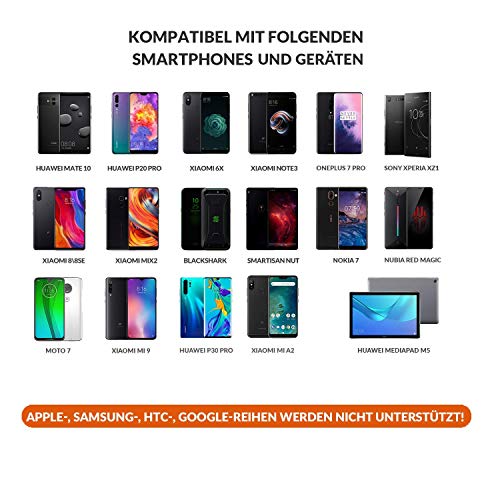 KOMPATIBEL MIT FOLGENDEN
SMARTPHONES UND GERÄTEN
HUAWEI MATE 10
HUAWEI P20 PRO
XIAOMI 6X
XIAOMI NOTE3
ONEPLUS 7 PRO
SONY XPERIA XZ1
XIAOMI 8\8SE
XIAOMI MIX2
BLACKSHARK
SMARTISAN NUT
NOKIA 7
NUBIA RED MAGIC
MOTO 7
XIAOMI MI 9
HUAWEI P30 PRO
XIAOMI MI A2
HUAWEI MEDIAPAD M5
APPLE-, SAMSUNG-, HTC-, GOOGLE-REIHEN WERDEN NICHT UNTERSTÜTZT!